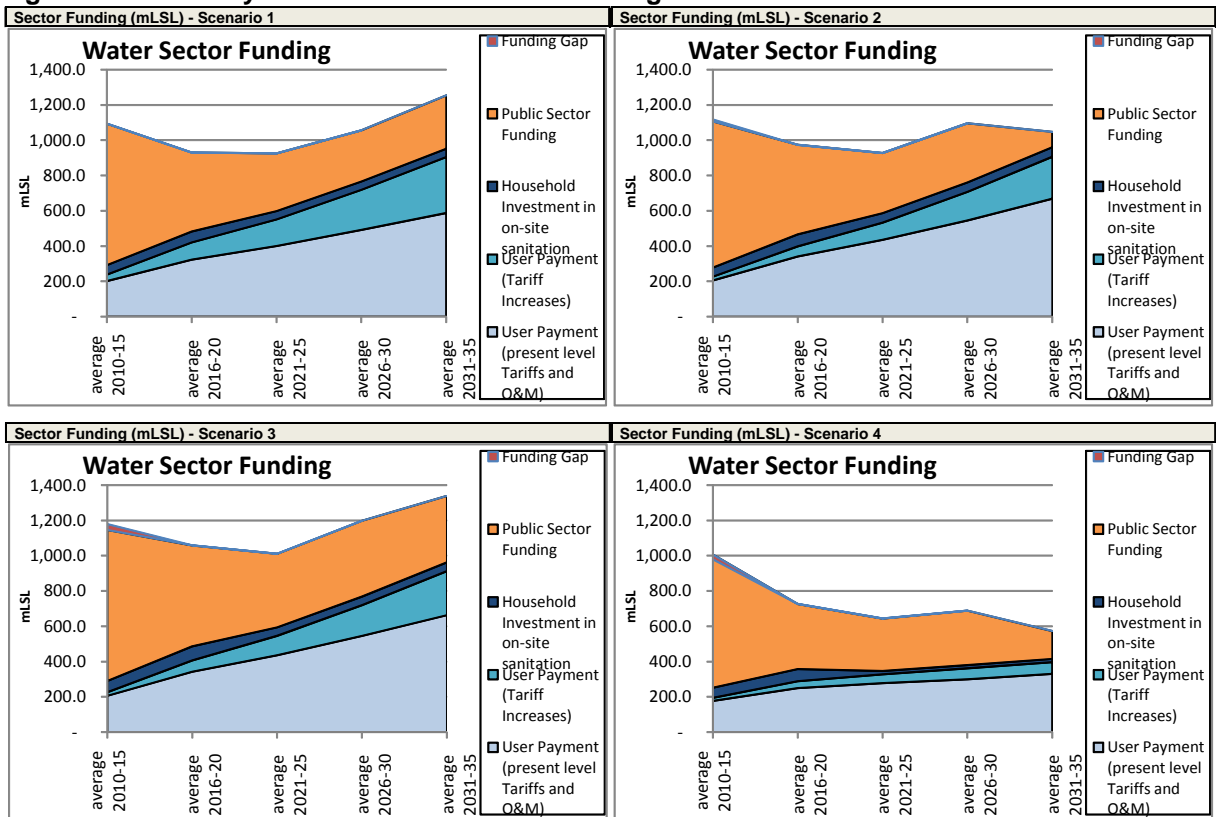 Sector Funding (mLSL) - Scenario 1
Water Sector Funding
mLSL
1,400.0
1,200.0
1,000.0
800.0
600.0
400.0
200.0
-
average
2010-15
average
2016-20
average
2021-25
average
2026-30
average
2031-35
Funding Gap
Public Sector
Funding
Household
Investment in
on-site
sanitation
User Payment
(Tariff
Increases)
User Payment
(present level
Tariffs and
O&M)
Sector Funding (mLSL) - Scenario 2
Water Sector Funding
mLSL
1,400.0
1,200.0
1,000.0
800.0
600.0
400.0
200.0
-
average
2010-15
average
2016-20
average
2021-25
average
2026-30
average
2031-35
Funding Gap
Public Sector
Funding
Household
Investment in
on-site
sanitation
User Payment
(Tariff
Increases)
User Payment
(present level
Tariffs and
O&M)
Sector Funding (mLSL) - Scenario 3
Water Sector Funding
mLSL
1,400.0
1,200.0
1,000.0
800.0
600.0
400.0
200.0
-
average
2010-15
average
2016-20
average
2021-25
average
2026-30
average
2031-35
Funding Gap
Public Sector
Funding
Household
Investment in
on-site
sanitation
User Payment
(Tariff
Increases)
User Payment
(present level
Tariffs and
O&M)
Sector Funding (mLSL) - Scenario 4
Water Sector Funding
mLSL
1,400.0
1,200.0
1,000.0
800.0
600.0
400.0
200.0
-
average
2010-15
average
2016-20
average
2021-25
average
2026-30
average
2031-35
Funding Gap
Public Sector
Funding
Household
Investment in
on-site
sanitation
User Payment
(Tariff
Increases)
User Payment
(present level
Tariffs and
O&M)